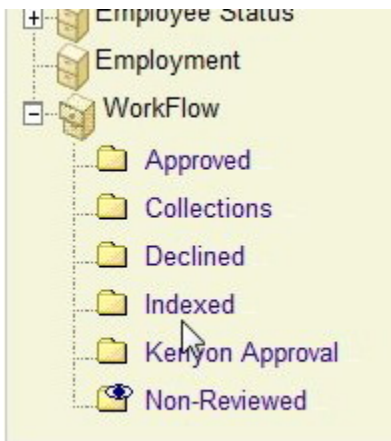 Employee Status
Employment
WorkFlow
Approved
Collections
Declined
Indexed
Kenyon Approval
Non-Reviewed